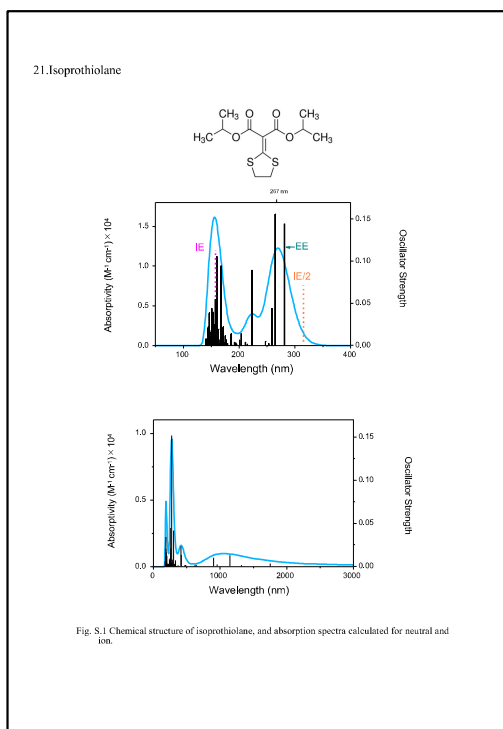 21.Isoprothiolane
CH3 O O CH3
H3C O O CH3
S S
267 nm
1.5 0.15
1.0 0.10
0.5 0.05
0.0 0.00
IE
EE
IE/2
100 200 300 400
Absorptivity (M-1 cm-1) × 104
Oscillator Strength
Wavelength (nm)
1.0 0.15
0.10
0.5
0.05
0.0 0.00
0 1000 2000 3000
Absorptivity (M-1 cm-1) × 104
Oscillator Strength
Wavelength (nm)
Fig. S.1 Chemical structure of isoprothiolane, and absorption spectra calculated for neutral and
ion.